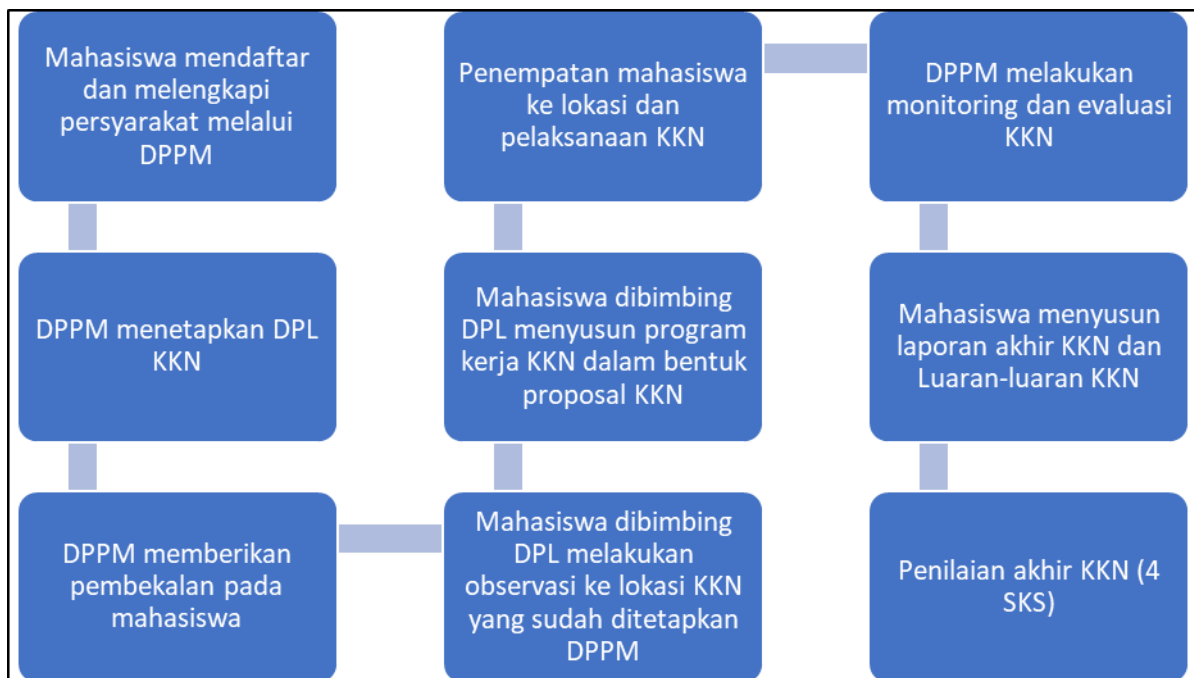 Mahasiswa mendaftar
dan melengkapi
persyarakat melalui
DPPM
DPPM menetapkan DPL
KKN
DPPM memberikan
pembekalan pada
mahasiswa
Mahasiswa dibimbing
DPL melakukan
observasi ke lokasi KKN
yang sudah ditetapkan
DPPM
Mahasiswa dibimbing
DPL menyusun program
kerja KKN dalam bentuk
proposal KKN
Penempatan mahasiswa
ke lokasi dan
pelaksanaan KKN
DPPM melakukan
monitoring dan evaluasi
KKN
Mahasiswa menyusun
laporan akhir KKN dan
Luaran-luaran KKN
Penilaian akhir KKN (4
SKS)